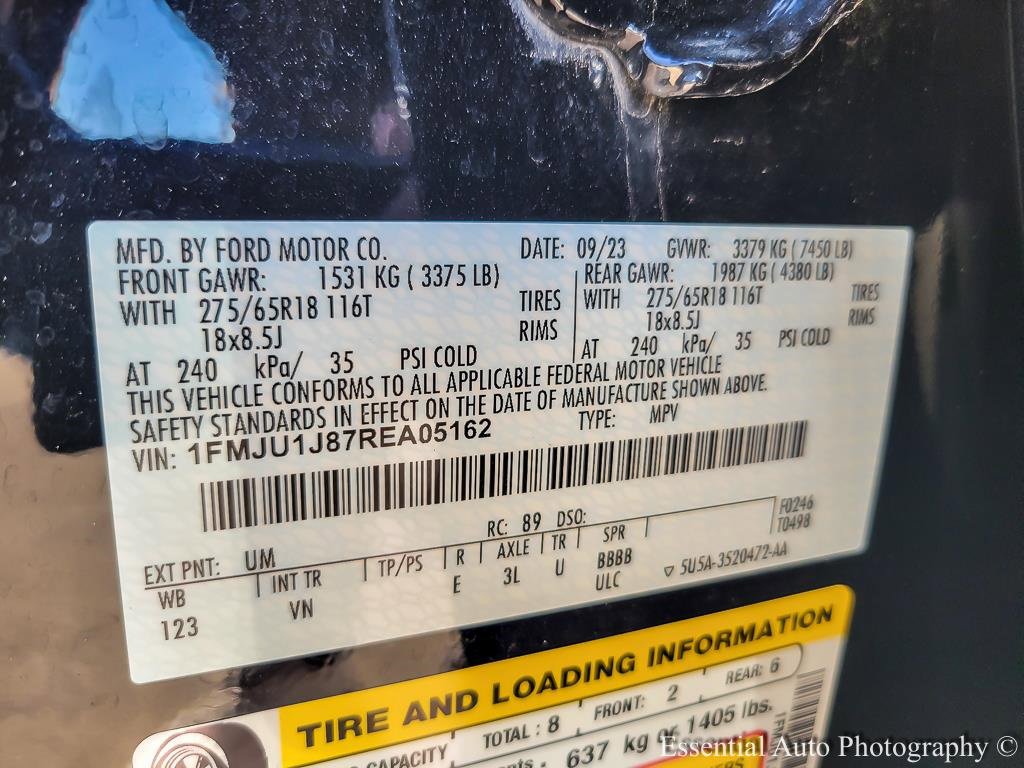 MFD. BY FORD MOTOR CO. DATE: 09/23 GVWR: 3379 KG ( 7450 LB)
FRONT GAWR: 1531 KG ( 3375 LB) REAR GAWR: 1987 KG ( 4380 LB)
WITH 275/65R18 116T TIRES WITH 275/65R18 116T TIRES
18x8.5J RIMS 18x8.5J RIMS
AT 240 kPa/ 35 PSI COLD AT 240 kPa/ 35 PSI COLD
THIS VEHICLE CONFORMS TO ALL APPLICABLE FEDERAL MOTOR VEHICLE
SAFETY STANDARDS IN EFFECT ON THE DATE OF MANUFACTURE SHOWN ABOVE.
VIN: 1FMJU1J87REA05162 TYPE: MPV
F0246
T0498
EXT PNT: UM RC: 89 DSO:
WB INT TR TP/PS R AXLE TR SPR
123 VN E 3L U BBBB
ULC
5U5A-3520472-AA
TIRE AND LOADING INFORMATION
CAPACITY TOTAL: 8 FRONT: 2 REAR: 6
637 kg or 1405 lbs.
Essential Auto Photography ©